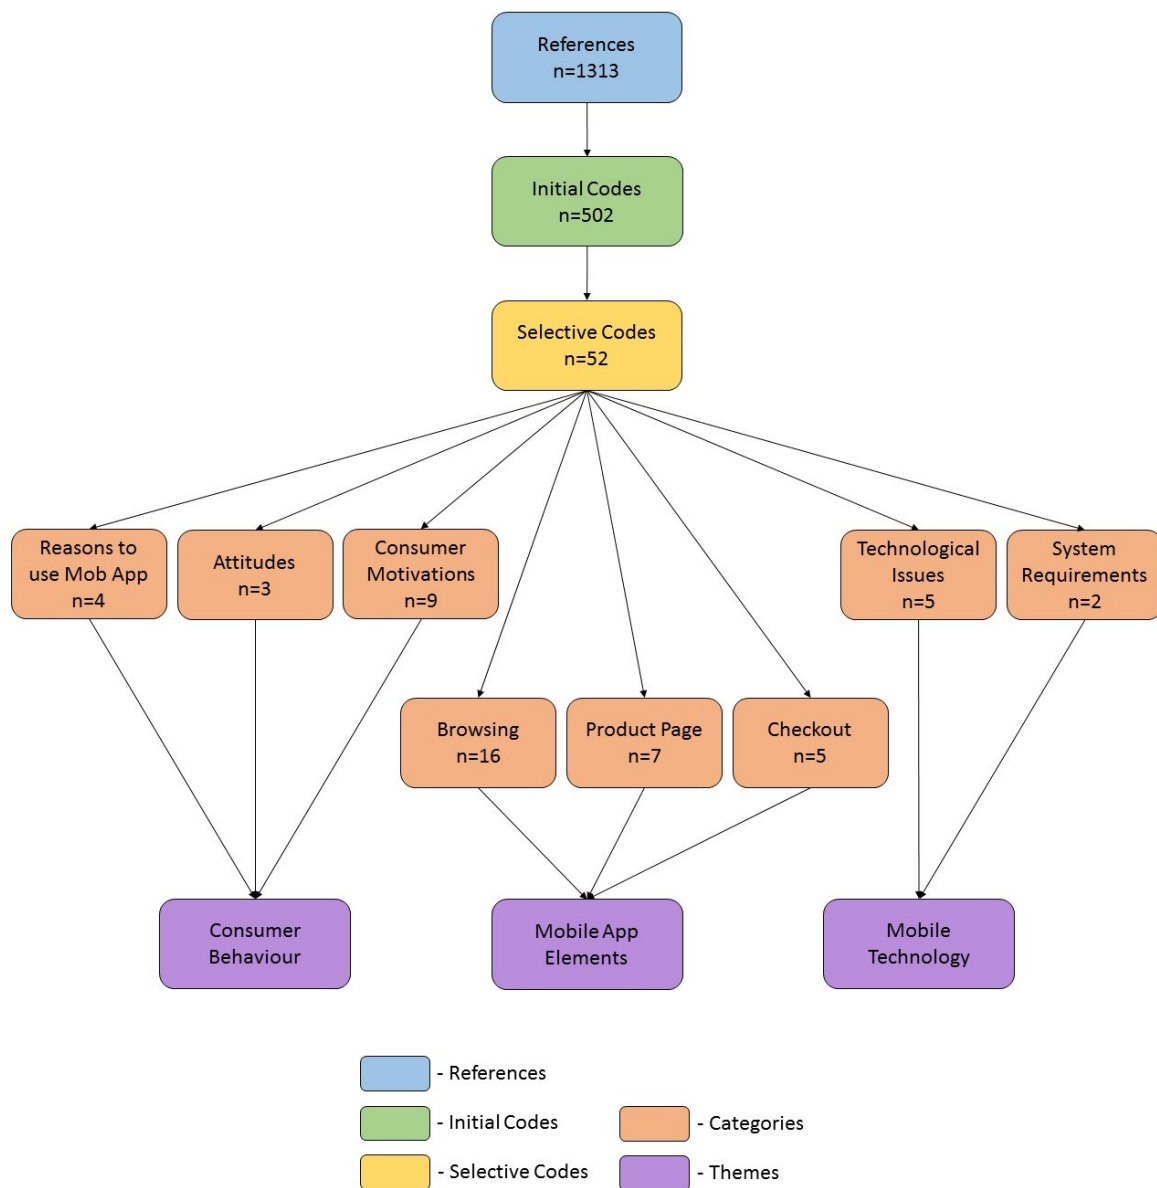 References
n=1313
Initial Codes
n=502
Selective Codes
n=52
Reasons to
use Mob App
n=4
Attitudes
n=3
Consumer
Motivations
n=9
Technological
Issues
n=5
System
Requirements
n=2
Browsing
n=16
Product Page
n=7
Checkout
n=5
Consumer
Behaviour
Mobile App
Elements
Mobile
Technology
- References
- Initial Codes
- Categories
- Selective Codes
- Themes